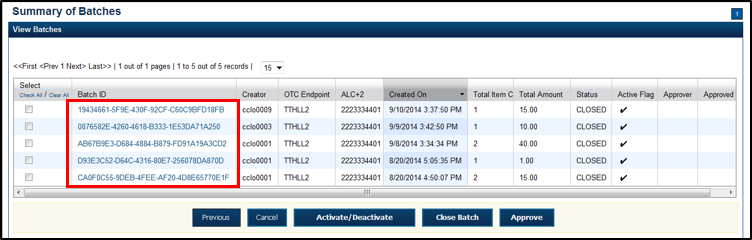 Summary of Batches
1
View Batches
<<First <Prev 1 Next> Last>> | 1 out of 1 pages | 1 to 5 out of 5 records | 15
Select
Check All / Clear All Batch ID Creator OTC Endpoint ALC+2 Created On Total Item C Total Amount Status Active Flag Approver Approved
19434661-5F9E-430F-92CF-C60C9BFD18FB cclo0009 TTHLL2 2223334401 9/10/2014 3:37:50 PM 1 15.00 CLOSED ✔
0876582E-4260-4618-B333-1E53DA71A250 cclo0003 TTHLL2 2223334401 9/9/2014 3:42:50 PM 1 10.00 CLOSED ✔
AB67B9E3-D684-4884-B879-FD91A19A3CD2 cclo0001 TTHLL2 2223334401 9/8/2014 3:34:34 PM 2 40.00 CLOSED ✔
D93E3C52-D64C-4316-80E7-256078DA870D cclo0001 TTHLL2 2223334401 8/20/2014 5:05:35 PM 1 1.00 CLOSED ✔
CA0F0C55-9DEB-4FEE-AF20-4D8E65770E1F cclo0001 TTHLL2 2223334401 8/20/2014 4:50:07 PM 2 15.00 CLOSED ✔
Previous Cancel Activate/Deactivate Close Batch Approve